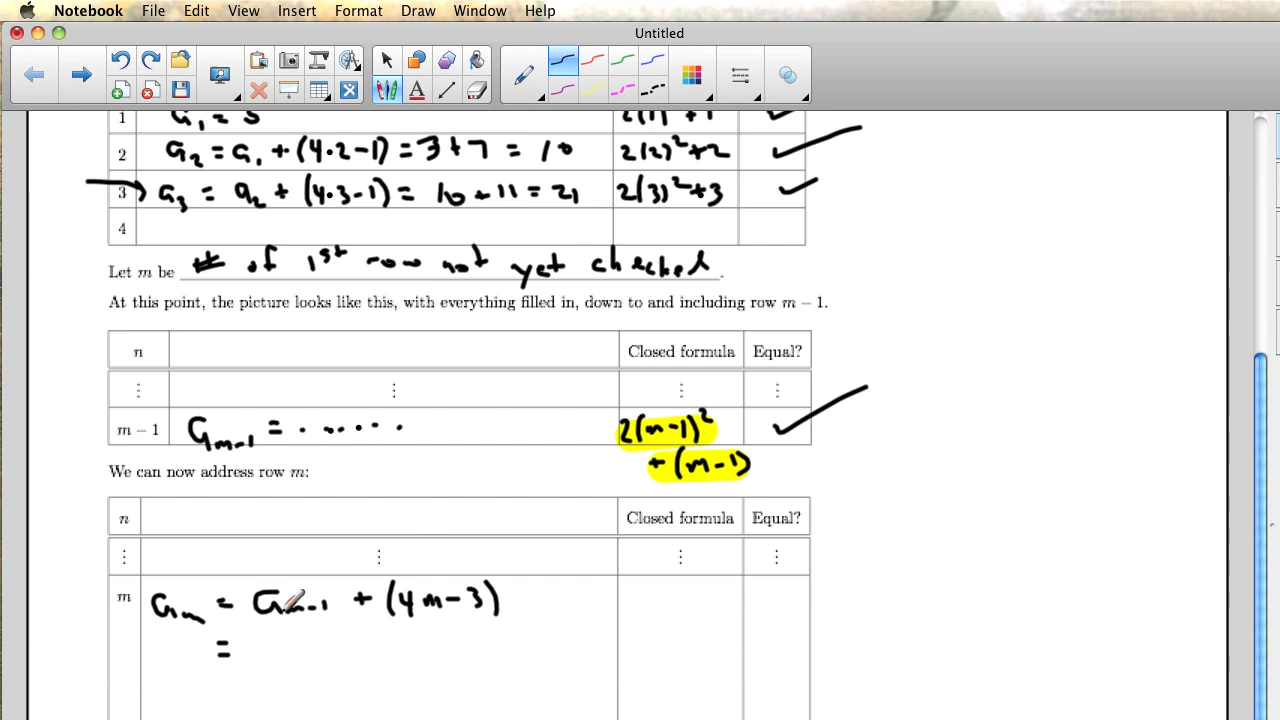 Notebook File Edit View Insert Format Draw Window Help
Untitled
1 a₁ = 3
2 a₂ = a₁ + (4·2-1) = 3+7 = 10 2(2)²+2 ✓
3 a₃ = a₂ + (4·3-1) = 10+11 = 21 2(3)²+3 ✓
4
Let m be # of 1st row not yet checked.
At this point, the picture looks like this, with everything filled in, down to and including row m − 1.
n Closed formula Equal?
⋮ ⋮ ⋮ ⋮
m − 1 a_{m-1} = ...... 2(m-1)² ✓
+ (m-1)
We can now address row m:
n Closed formula Equal?
⋮ ⋮ ⋮ ⋮
m a_m = a_{m-1} + (4m-3)
=